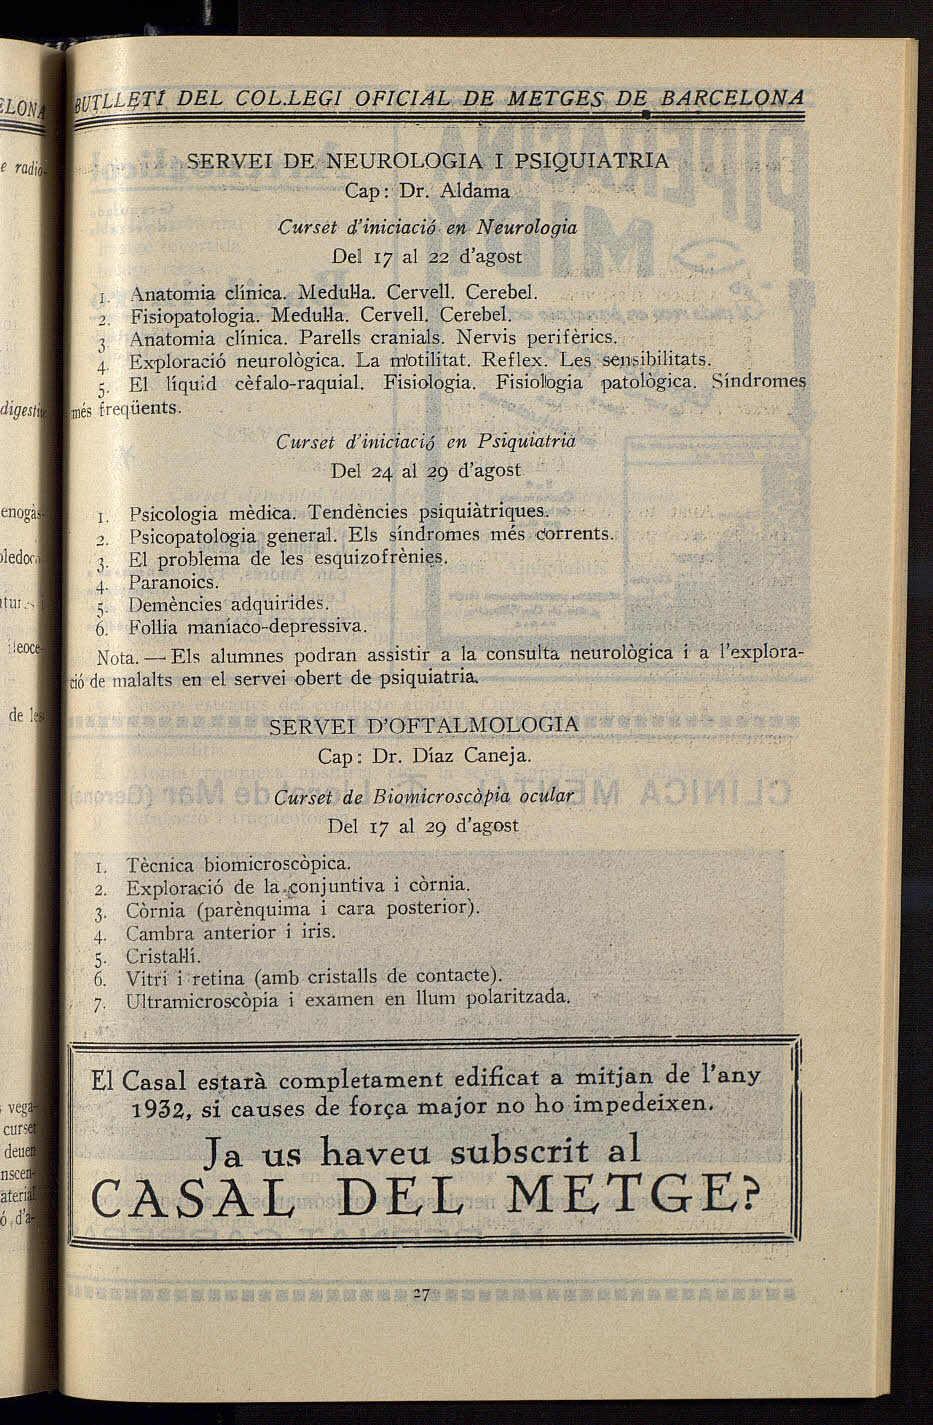 BUTLLETÍ DEL COL.LEGI OFICIAL DE METGES DE BARCELONA
SERVEI DE NEUROLOGIA I PSIQUIATRIA
Cap: Dr. Aldama
Curset d'iniciació en Neurologia
Del 17 al 22 d'agost
1. Anatomia clínica. Medul·la. Cervell. Cerebel.
2. Fisiopatologia. Medul·la. Cervell. Cerebel.
3 Anatomia clínica. Parells cranials. Nervis perifèrics.
4. Exploració neurològica. La motilitat. Reflex. Les sensibilitats.
5. El líquid cèfalo-raquial. Fisiologia. Fisiologia patològica. Síndromes
més freqüents.
Curset d'iniciació en Psiquiatria
Del 24 al 29 d'agost
1. Psicologia mèdica. Tendències psiquiàtriques.
2. Psicopatologia general. Els síndromes més corrents.
3. El problema de les esquizofrènies.
4. Paranoics.
5. Demències adquirides.
6. Follia maníaco-depressiva.
Nota. — Els alumnes podran assistir a la consulta neurològica i a l'explora-
ció de malalts en el servei obert de psiquiatria.
SERVEI D'OFTALMOLOGIA
Cap: Dr. Díaz Caneja.
Curset de Biomicroscòpia ocular
Del 17 al 29 d'agost
1. Tècnica biomicroscòpica.
2. Exploració de la conjuntiva i còrnia.
3. Còrnia (parènquima i cara posterior).
4. Cambra anterior i iris.
5. Cristal·lí.
6. Vitri i retina (amb cristalls de contacte).
7. Ultramicroscòpia i examen en llum polaritzada.
El Casal estarà completament edificat a mitjan de l'any
1932, si causes de força major no ho impedeixen.
Ja us haveu subscrit al
CASAL DEL METGE?
27